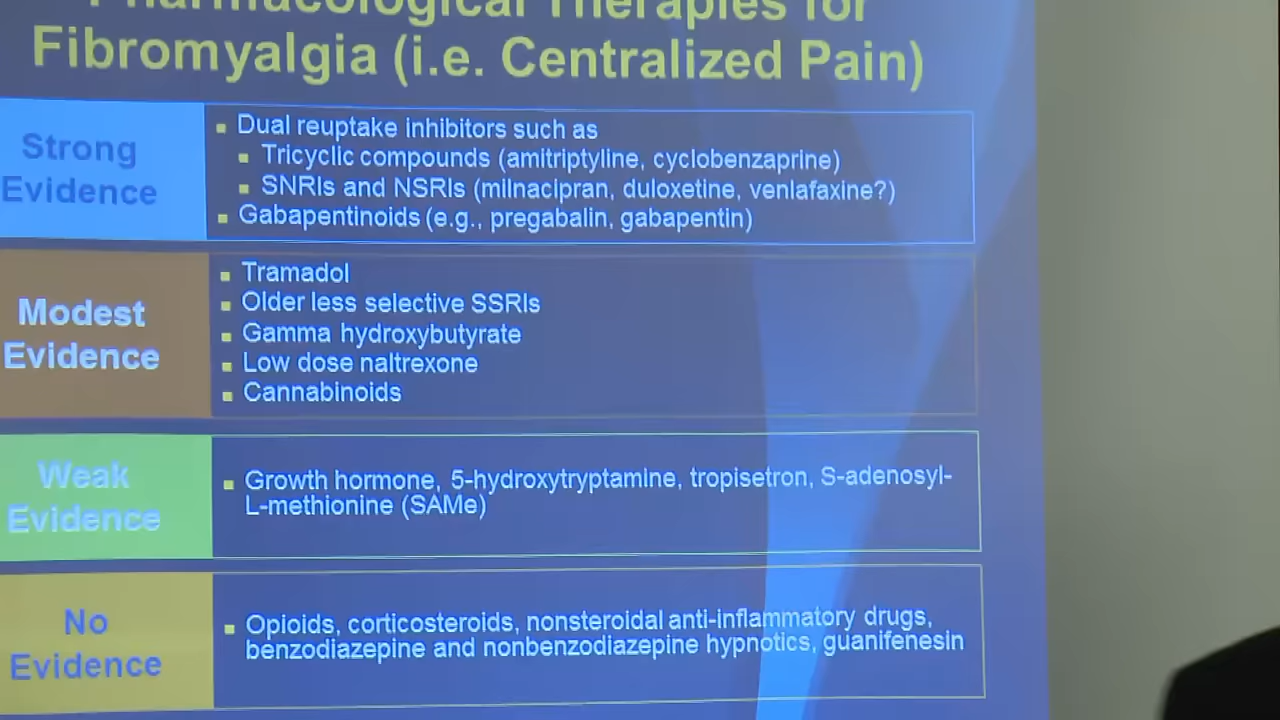 Pharmacological Therapies for
Fibromyalgia (i.e. Centralized Pain)
Strong
Evidence
Dual reuptake inhibitors such as
Tricyclic compounds (amitriptyline, cyclobenzaprine)
SNRIs and NSRIs (milnacipran, duloxetine, venlafaxine?)
Gabapentinoids (e.g., pregabalin, gabapentin)
Modest
Evidence
Tramadol
Older less selective SSRIs
Gamma hydroxybutyrate
Low dose naltrexone
Cannabinoids
Weak
Evidence
Growth hormone, 5-hydroxytryptamine, tropisetron, S-adenosyl-
L-methionine (SAMe)
No
Evidence
Opioids, corticosteroids, nonsteroidal anti-inflammatory drugs,
benzodiazepine and nonbenzodiazepine hypnotics, guanifenesin